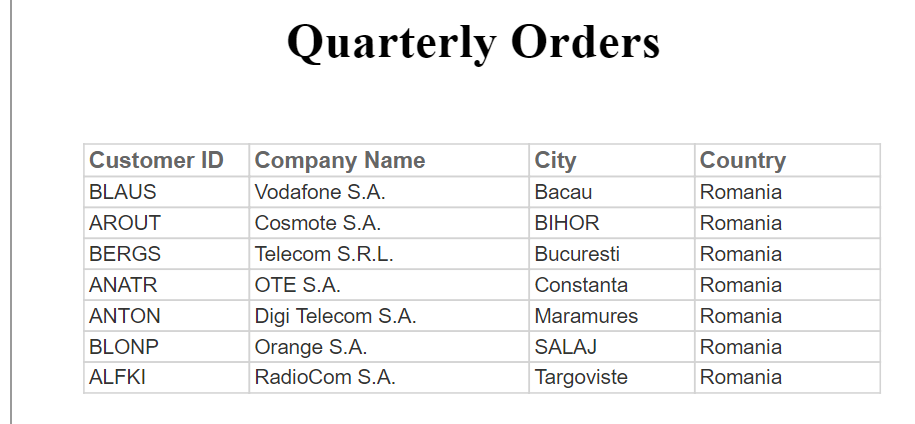 Quarterly Orders
Customer ID Company Name City Country
BLAUS Vodafone S.A. Bacau Romania
AROUT Cosmote S.A. BIHOR Romania
BERGS Telecom S.R.L. Bucuresti Romania
ANATR OTE S.A. Constanta Romania
ANTON Digi Telecom S.A. Maramures Romania
BLONP Orange S.A. SALAJ Romania
ALFKI RadioCom S.A. Targoviste Romania